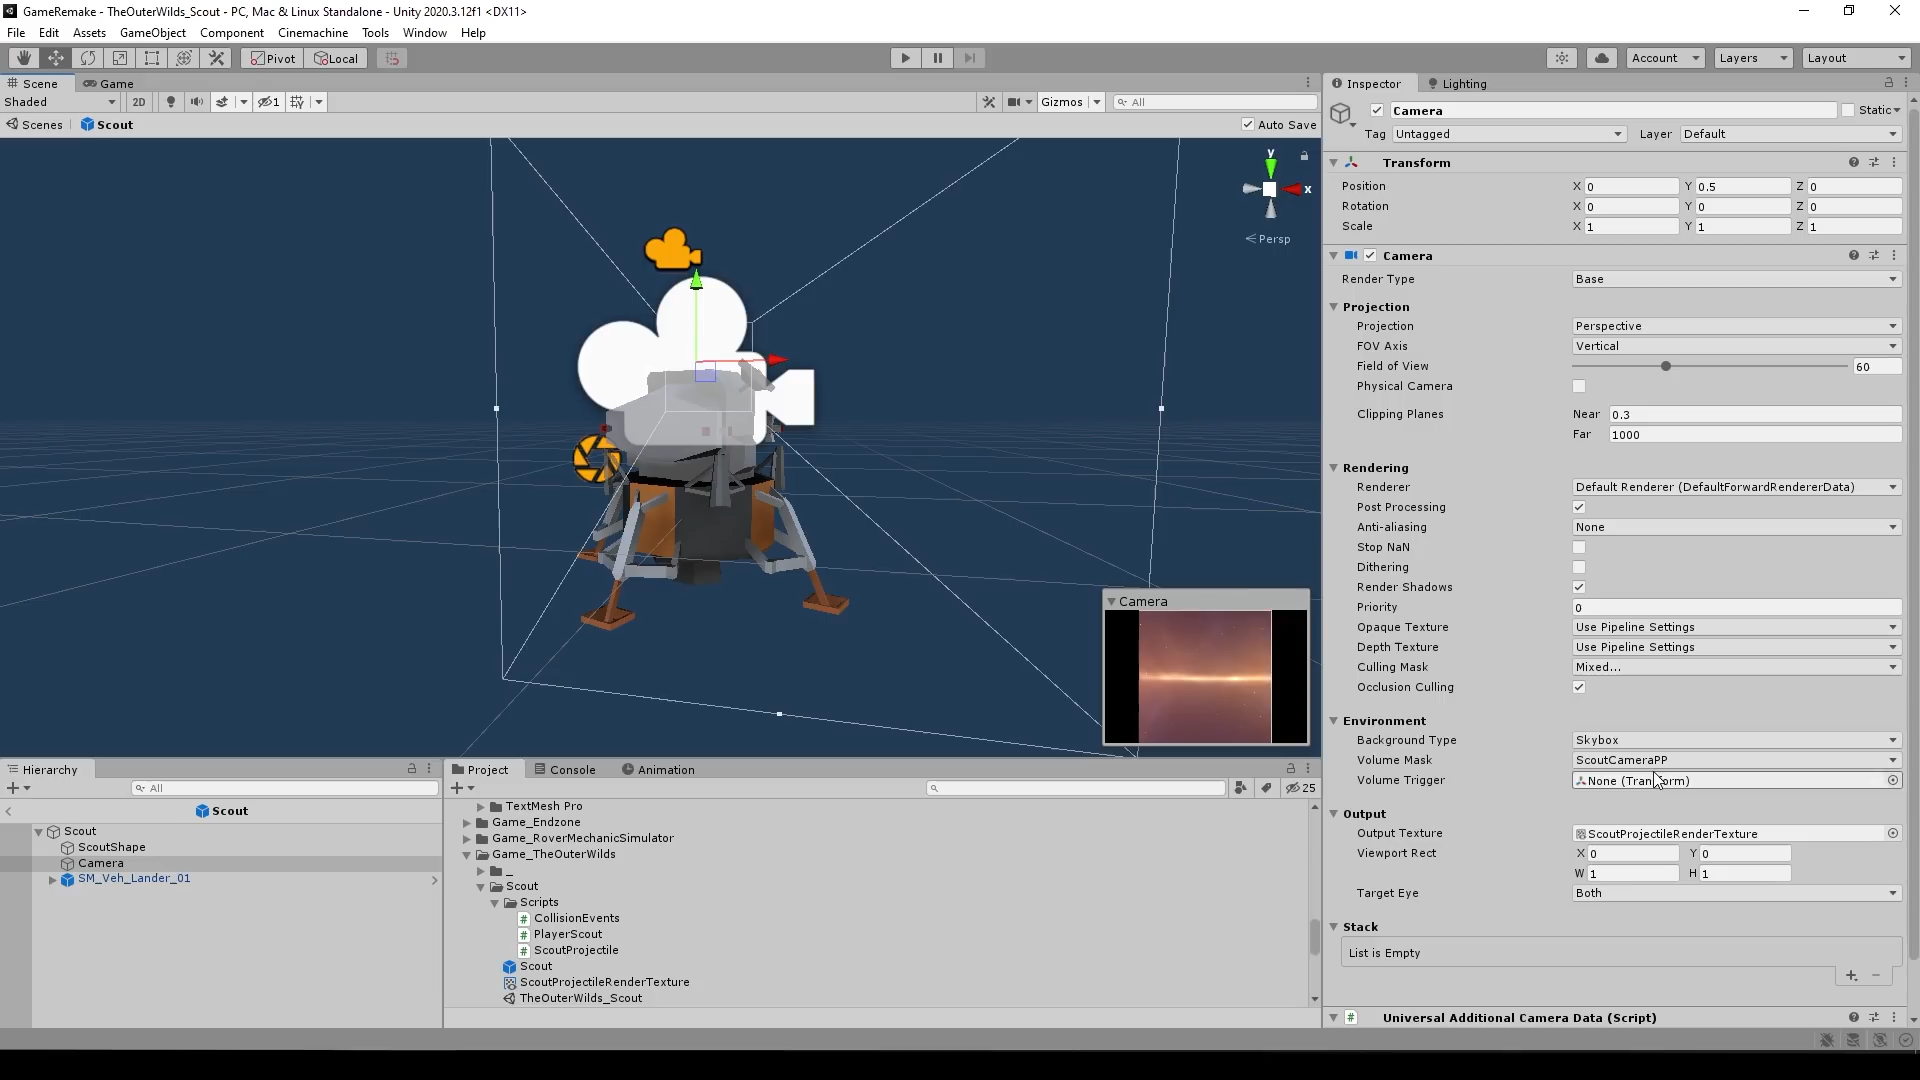 GameRemake - TheOuterWilds_Scout - PC, Mac & Linux Standalone - Unity 2020.3.12f1 <DX11>
File Edit Assets GameObject Component Cinemachine Tools Window Help
Pivot Local Account Layers Layout
Scene Game
Shaded 2D 1 Gizmos All
Scenes Scout Auto Save
y
x
Persp
Camera
Hierarchy
All
Scout
Scout
ScoutShape
Camera
SM_Veh_Lander_01
Project Console Animation
25
TextMesh Pro
Game_Endzone
Game_RoverMechanicSimulator
Game_TheOuterWilds
_
Scout
Scripts
CollisionEvents
PlayerScout
ScoutProjectile
Scout
ScoutProjectileRenderTexture
TheOuterWilds_Scout
Inspector Lighting
Camera Static
Tag Untagged Layer Default
Transform
Position X 0 Y 0.5 Z 0
Rotation X 0 Y 0 Z 0
Scale X 1 Y 1 Z 1
Camera
Render Type Base
Projection
Projection Perspective
FOV Axis Vertical
Field of View 60
Physical Camera
Clipping Planes Near 0.3
Far 1000
Rendering
Renderer Default Renderer (DefaultForwardRendererData)
Post Processing
Anti-aliasing None
Stop NaN
Dithering
Render Shadows
Priority 0
Opaque Texture Use Pipeline Settings
Depth Texture Use Pipeline Settings
Culling Mask Mixed...
Occlusion Culling
Environment
Background Type Skybox
Volume Mask ScoutCameraPP
Volume Trigger None (Transform)
Output
Output Texture ScoutProjectileRenderTexture
Viewport Rect X 0 Y 0
W 1 H 1
Target Eye Both
Stack
List is Empty
Universal Additional Camera Data (Script)